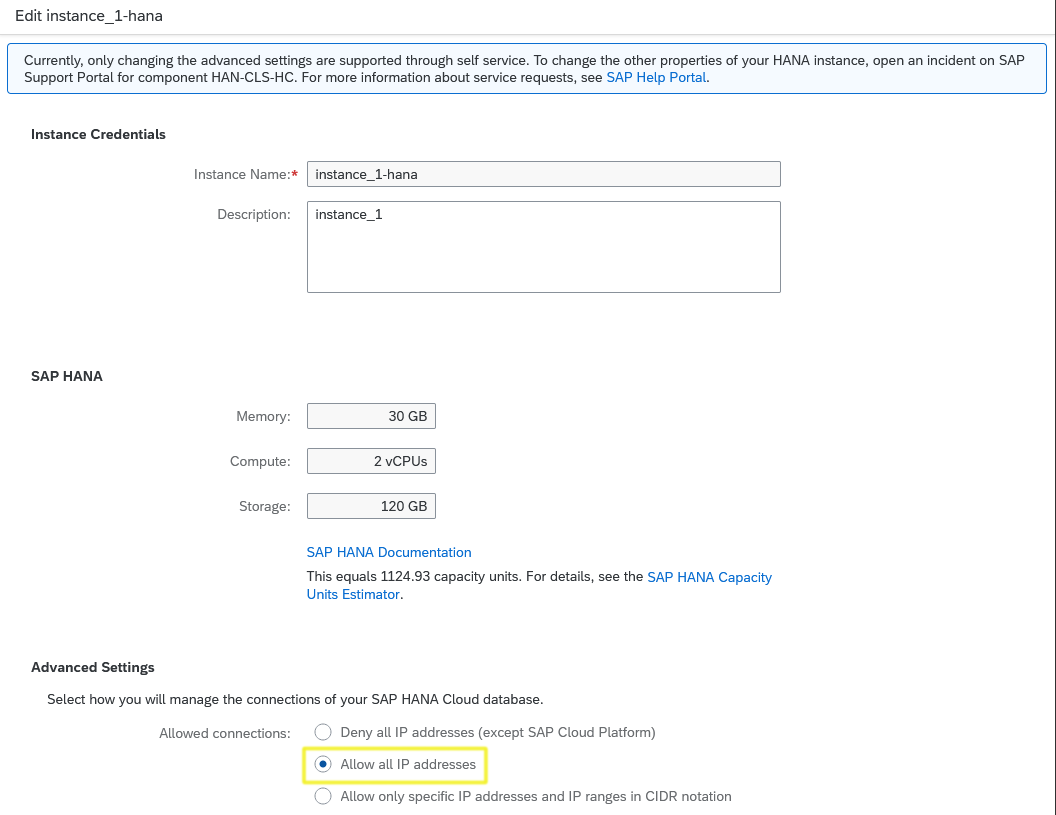 Edit instance_1-hana
Currently, only changing the advanced settings are supported through self service. To change the other properties of your HANA instance, open an incident on SAP
Support Portal for component HAN-CLS-HC. For more information about service requests, see SAP Help Portal.
Instance Credentials
Instance Name:* instance_1-hana
Description: instance_1
SAP HANA
Memory: 30 GB
Compute: 2 vCPUs
Storage: 120 GB
SAP HANA Documentation
This equals 1124.93 capacity units. For details, see the SAP HANA Capacity
Units Estimator.
Advanced Settings
Select how you will manage the connections of your SAP HANA Cloud database.
Allowed connections: Deny all IP addresses (except SAP Cloud Platform)
Allow all IP addresses
Allow only specific IP addresses and IP ranges in CIDR notation